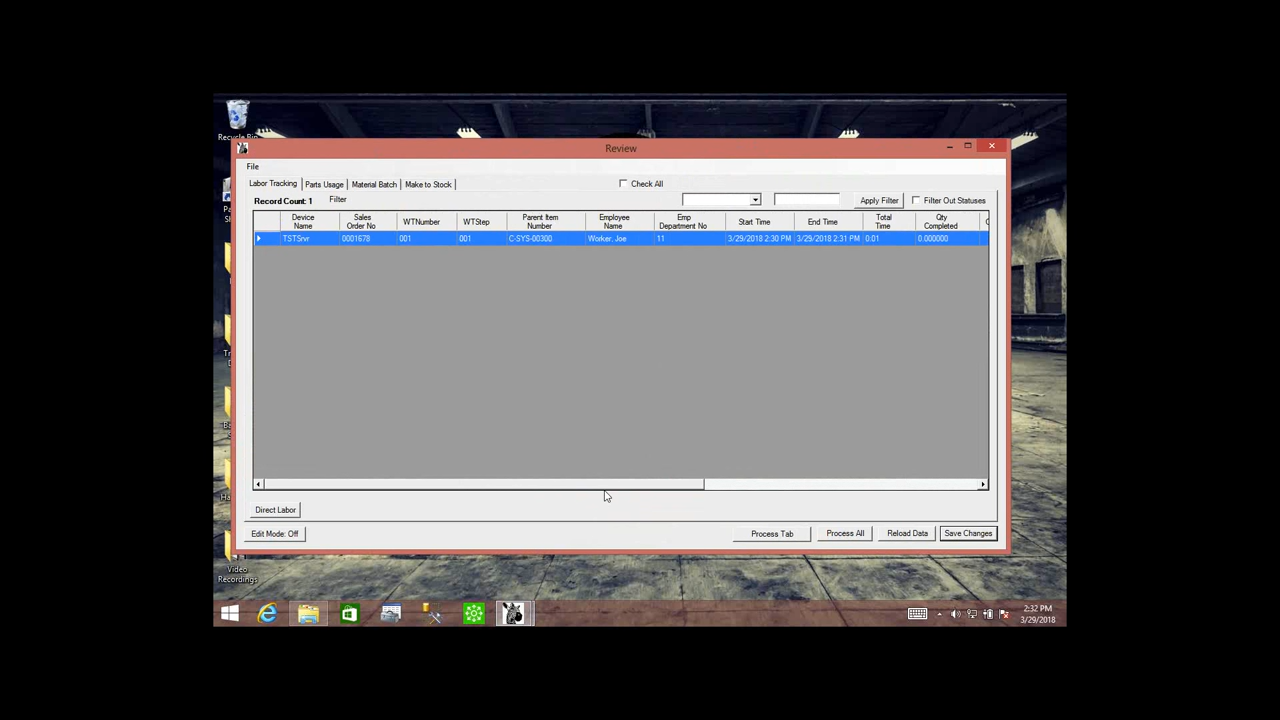 Recycle Bin
Review
File
Labor Tracking Parts Usage Material Batch Make to Stock Check All
Record Count: 1 Filter Apply Filter Filter Out Statuses
Device Name Sales Order No WTNumber WTStep Parent Item Number Employee Name Emp Department No Start Time End Time Total Time Qty Completed
TSTSrvr 0001678 001 001 C-SYS-00300 Worker, Joe 11 3/29/2018 2:30 PM 3/29/2018 2:31 PM 0:01 0.000000
Direct Labor
Edit Mode: Off Process Tab Process All Reload Data Save Changes
Video
Recordings
2:32 PM
3/29/2018